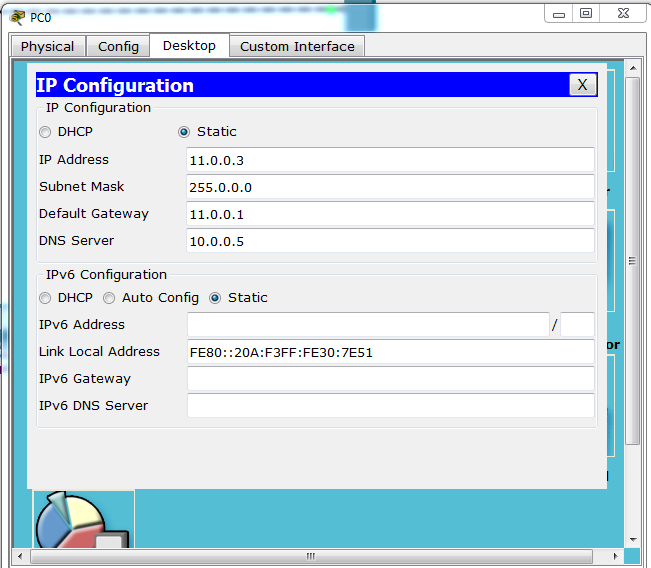 PC0
Physical Config Desktop Custom Interface
IP Configuration X
IP Configuration
DHCP Static
IP Address 11.0.0.3
Subnet Mask 255.0.0.0
Default Gateway 11.0.0.1
DNS Server 10.0.0.5
IPv6 Configuration
DHCP Auto Config Static
IPv6 Address /
Link Local Address FE80::20A:F3FF:FE30:7E51
IPv6 Gateway
IPv6 DNS Server
or